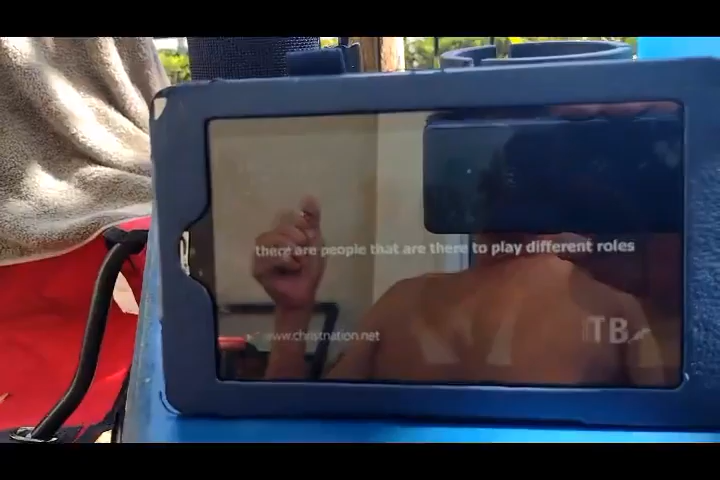 there are people that are there to play different roles
www.christnation.net
TB